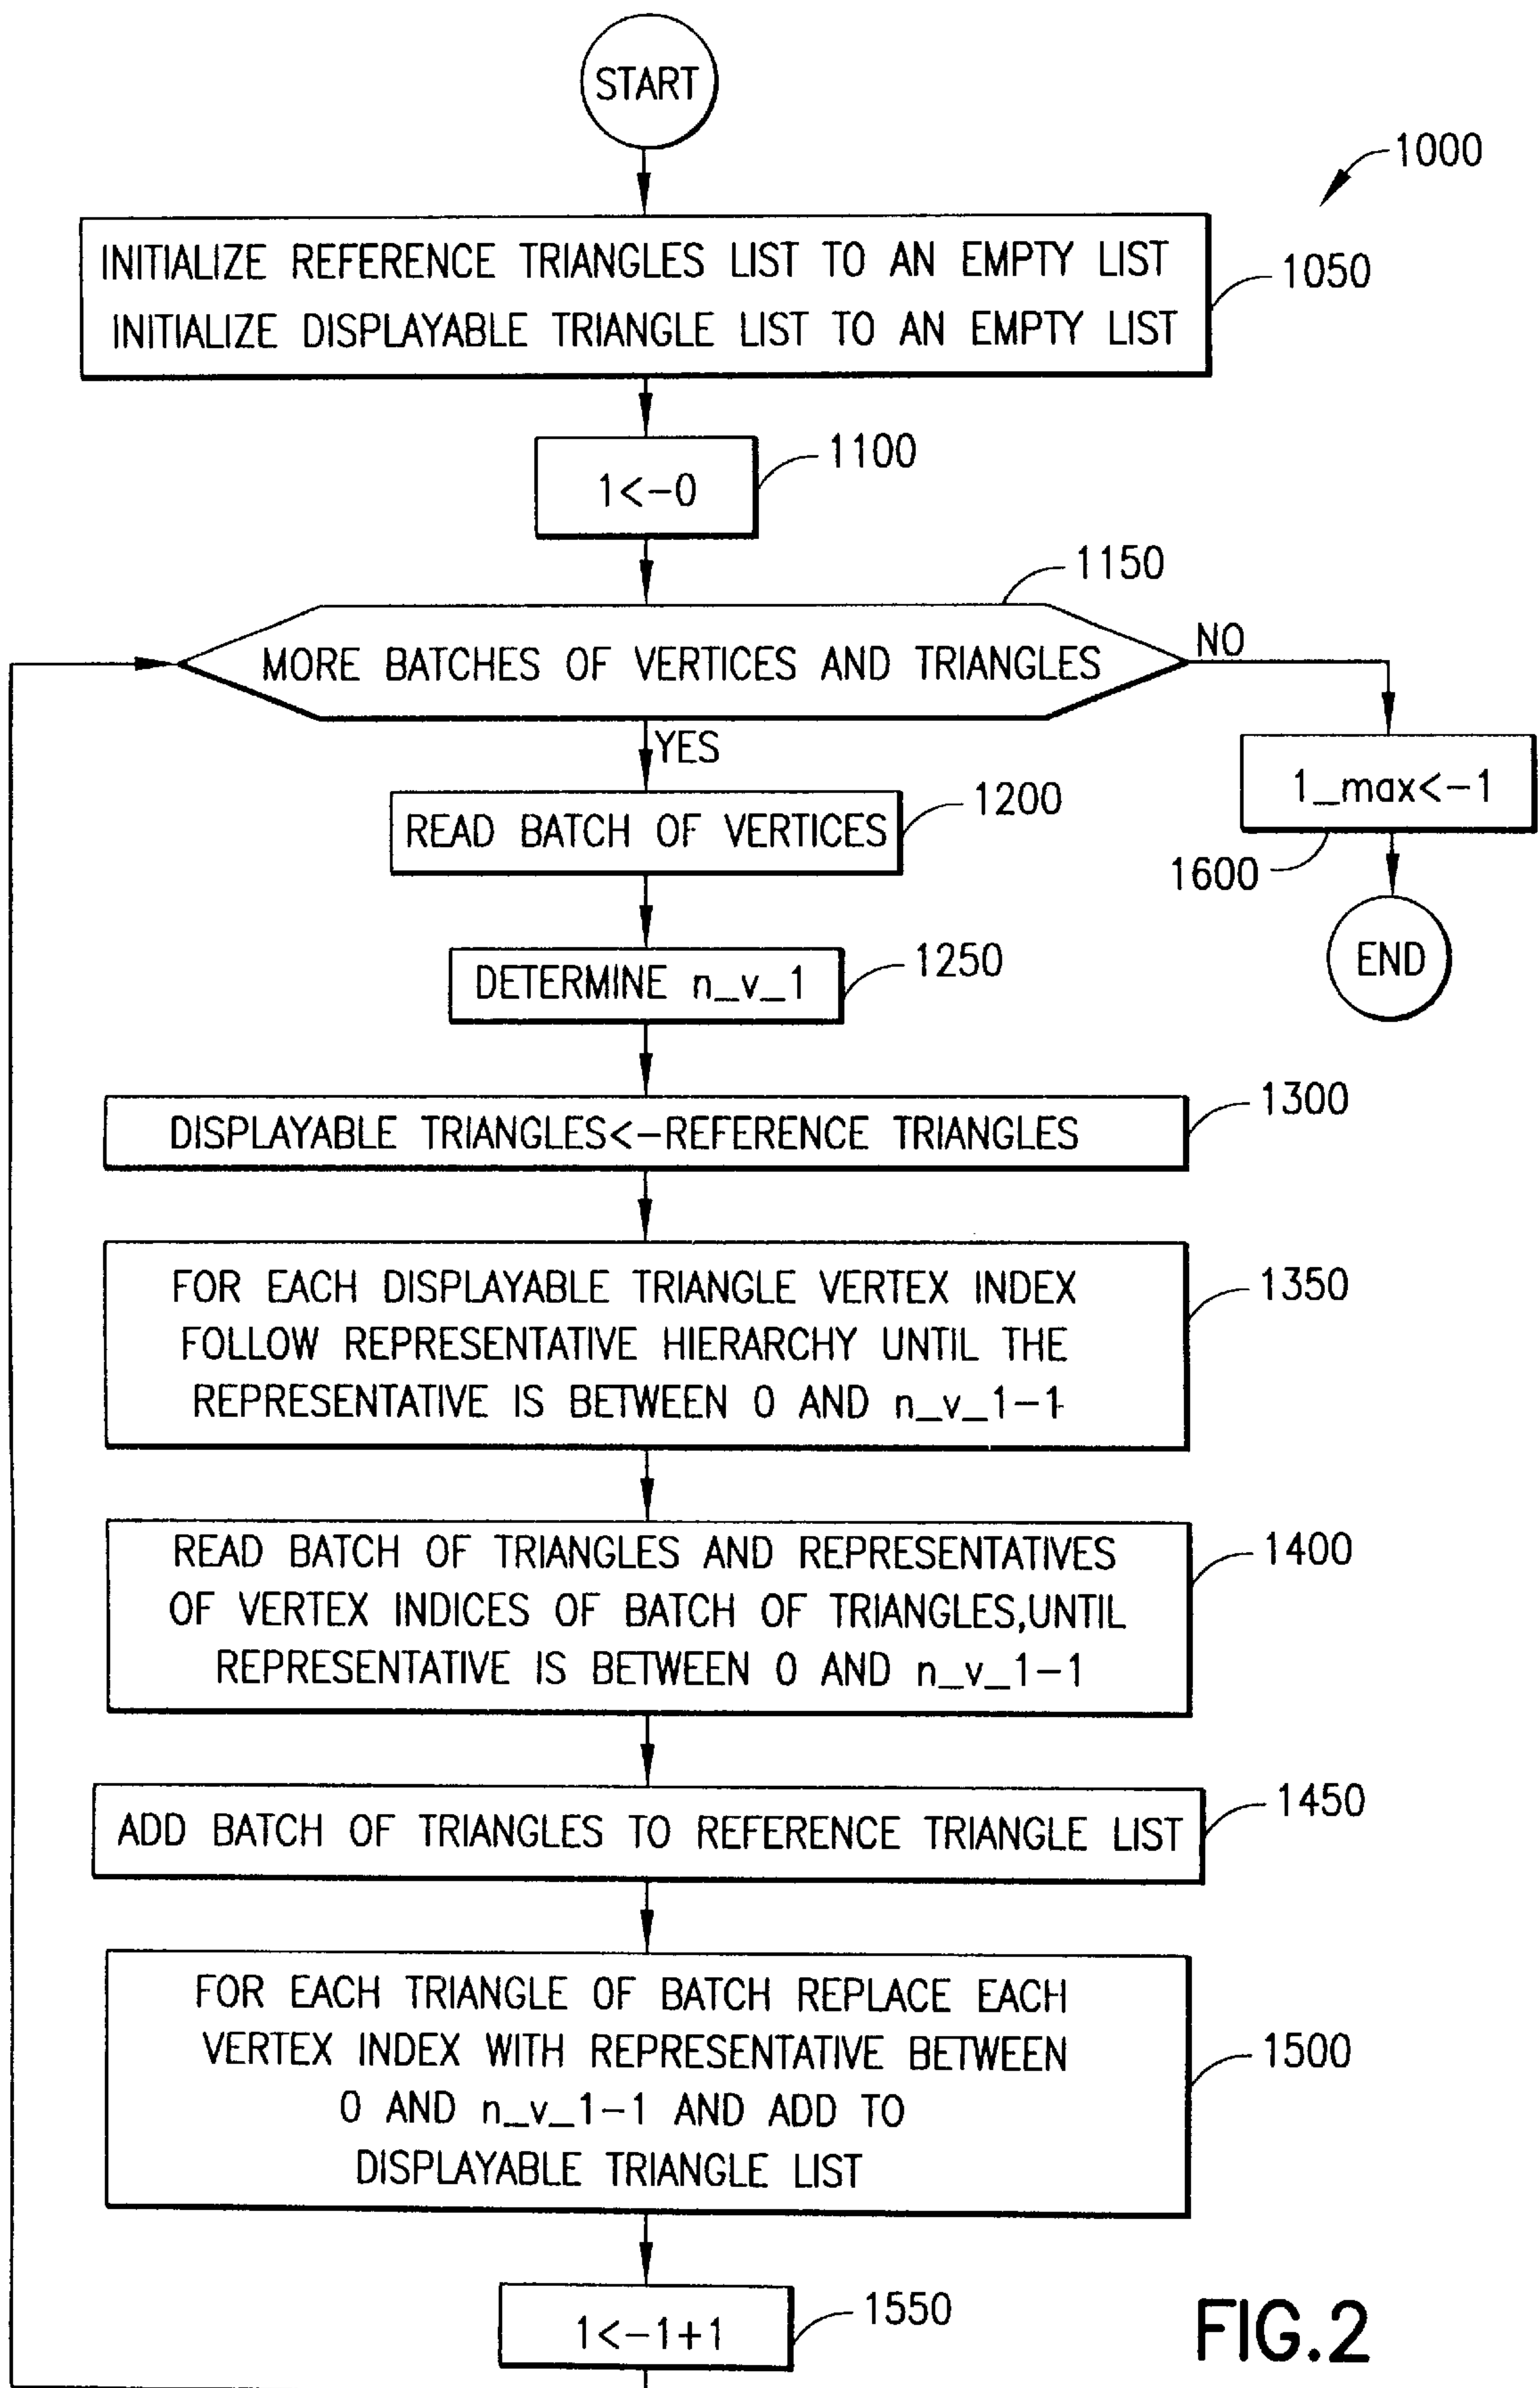 START
1000
INITIALIZE REFERENCE TRIANGLES LIST TO AN EMPTY LIST
INITIALIZE DISPLAYABLE TRIANGLE LIST TO AN EMPTY LIST
1050
1<-0
1100
1150
MORE BATCHES OF VERTICES AND TRIANGLES
NO
YES
1_max<-1
1600
END
READ BATCH OF VERTICES
1200
DETERMINE n_v_1
1250
DISPLAYABLE TRIANGLES<-REFERENCE TRIANGLES
1300
FOR EACH DISPLAYABLE TRIANGLE VERTEX INDEX
FOLLOW REPRESENTATIVE HIERARCHY UNTIL THE
REPRESENTATIVE IS BETWEEN 0 AND n_v_1-1
1350
READ BATCH OF TRIANGLES AND REPRESENTATIVES
OF VERTEX INDICES OF BATCH OF TRIANGLES,UNTIL
REPRESENTATIVE IS BETWEEN 0 AND n_v_1-1
1400
ADD BATCH OF TRIANGLES TO REFERENCE TRIANGLE LIST
1450
FOR EACH TRIANGLE OF BATCH REPLACE EACH
VERTEX INDEX WITH REPRESENTATIVE BETWEEN
0 AND n_v_1-1 AND ADD TO
DISPLAYABLE TRIANGLE LIST
1500
1<-1+1
1550
FIG.2